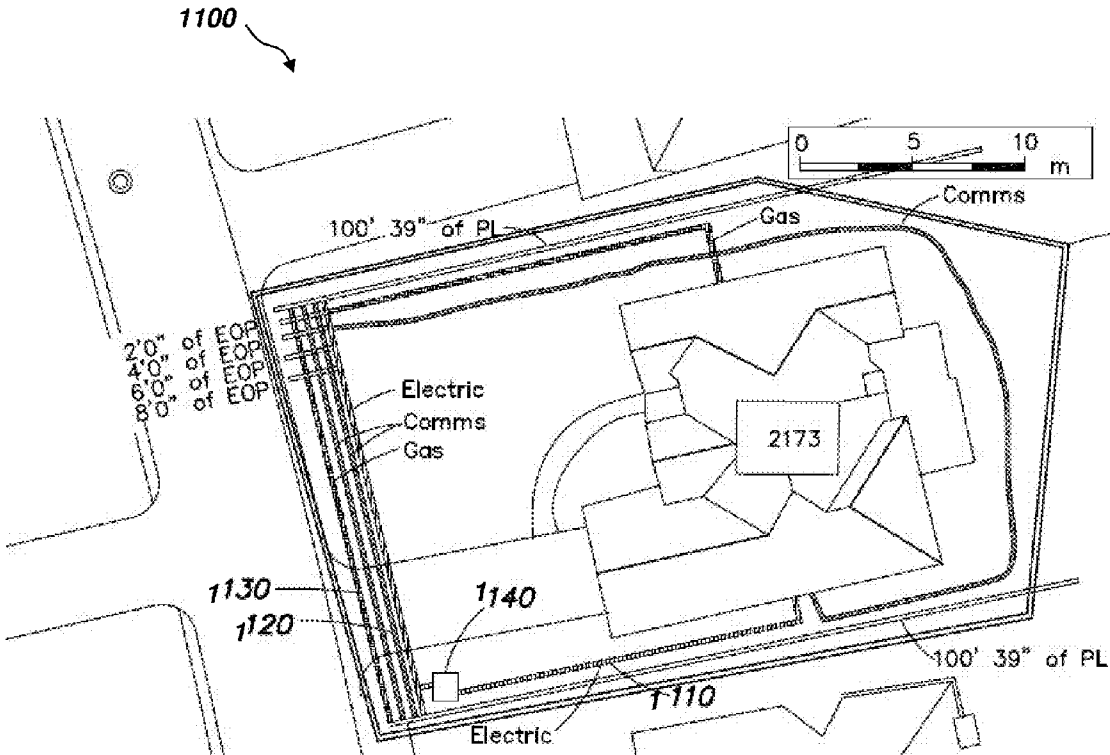 1100
0 5 10
m
Comms
Gas
100' 39" of PL
2'0" of EOP
4'0" of EOP
6'0" of EOP
8'0" of EOP
Electric
Comms
Gas
2173
1130
1140
1120
100' 39" of PL
1110
Electric